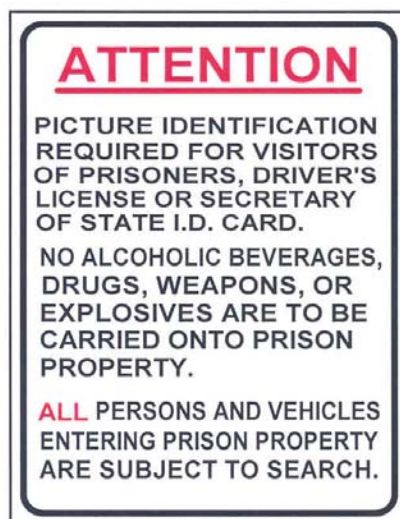 ATTENTION
PICTURE IDENTIFICATION
REQUIRED FOR VISITORS
OF PRISONERS, DRIVER'S
LICENSE OR SECRETARY
OF STATE I.D. CARD.
NO ALCOHOLIC BEVERAGES,
DRUGS, WEAPONS, OR
EXPLOSIVES ARE TO BE
CARRIED ONTO PRISON
PROPERTY.
ALL PERSONS AND VEHICLES
ENTERING PRISON PROPERTY
ARE SUBJECT TO SEARCH.